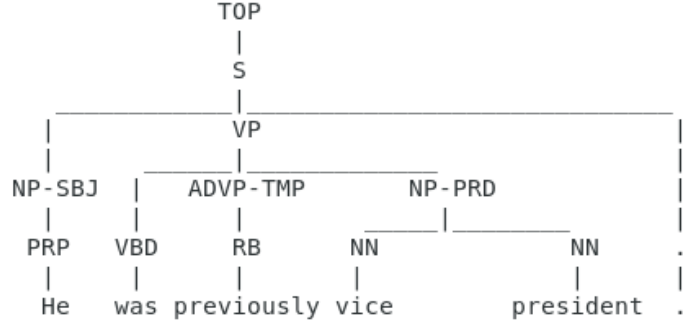 TOP
S
VP
NP-SBJ ADVP-TMP NP-PRD
PRP VBD RB NN NN .
He was previously vice president .